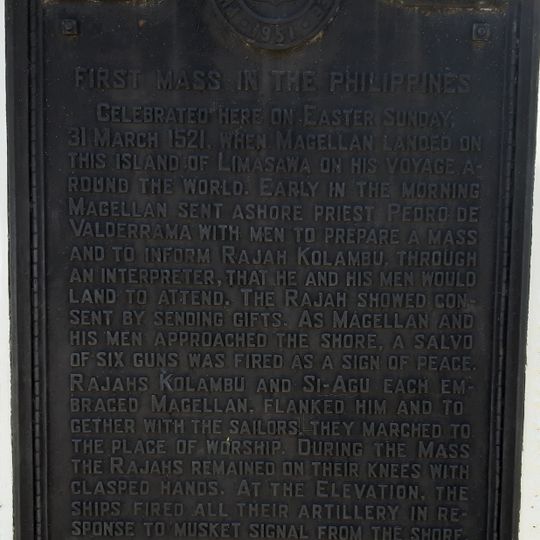 1951
FIRST MASS IN THE PHILIPPINES
CELEBRATED HERE ON EASTER SUNDAY,
31 MARCH 1521, WHEN MAGELLAN LANDED ON
THIS ISLAND OF LIMASAWA ON HIS VOYAGE A-
ROUND THE WORLD. EARLY IN THE MORNING
MAGELLAN SENT ASHORE PRIEST PEDRO DE
VALDERRAMA WITH MEN TO PREPARE A MASS
AND TO INFORM RAJAH KOLAMBU, THROUGH
AN INTERPRETER, THAT HE AND HIS MEN WOULD
LAND TO ATTEND. THE RAJAH SHOWED CON-
SENT BY SENDING GIFTS. AS MAGELLAN AND
HIS MEN APPROACHED THE SHORE, A SALVO
OF SIX GUNS WAS FIRED AS A SIGN OF PEACE.
RAJAHS KOLAMBU AND SI-AGU EACH EM-
BRACED MAGELLAN, FLANKED HIM AND TO
GETHER WITH THE SAILORS, THEY MARCHED TO
THE PLACE OF WORSHIP. DURING THE MASS
THE RAJAHS REMAINED ON THEIR KNEES WITH
CLASPED HANDS. AT THE ELEVATION, THE
SHIPS FIRED ALL THEIR ARTILLERY IN RE-
SPONSE TO MUSKET SIGNAL FROM THE SHORE.